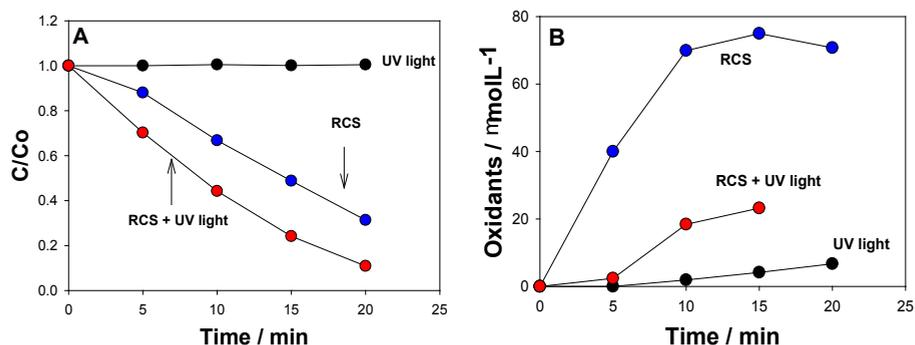 A
1.2
1.0
0.8
0.6
0.4
0.2
0.0
C/Co
UV light
RCS
RCS + UV light
0 5 10 15 20 25
Time / min
B
80
60
40
20
0
Oxidants / mmolL-1
RCS
RCS + UV light
UV light
0 5 10 15 20 25
Time / min